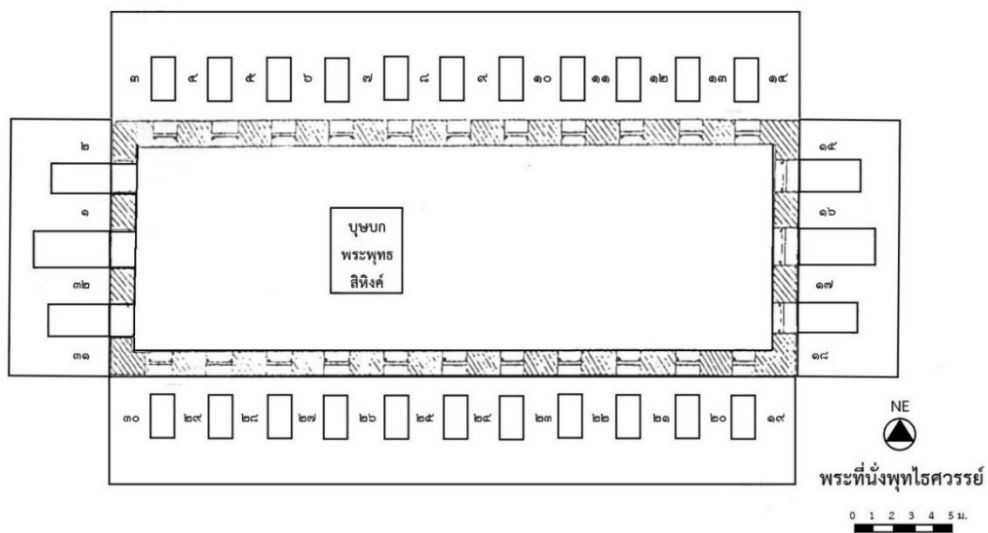 ๓ ๔ ๕ ๖ ๗ ๘ ๙ ๑๐ ๑๑ ๑๒ ๑๓ ๑๔
๒ ๑๕
๑ ๑๖
บุษบก
พระพุทธ
สิหิงค์
๓๒ ๑๗
๓๑ ๑๘
๓๐ ๒๙ ๒๘ ๒๗ ๒๖ ๒๕ ๒๔ ๒๓ ๒๒ ๒๑ ๒๐ ๑๙
NE
พระที่นั่งพุทไธศวรรย์
0 1 2 3 4 5 ม.